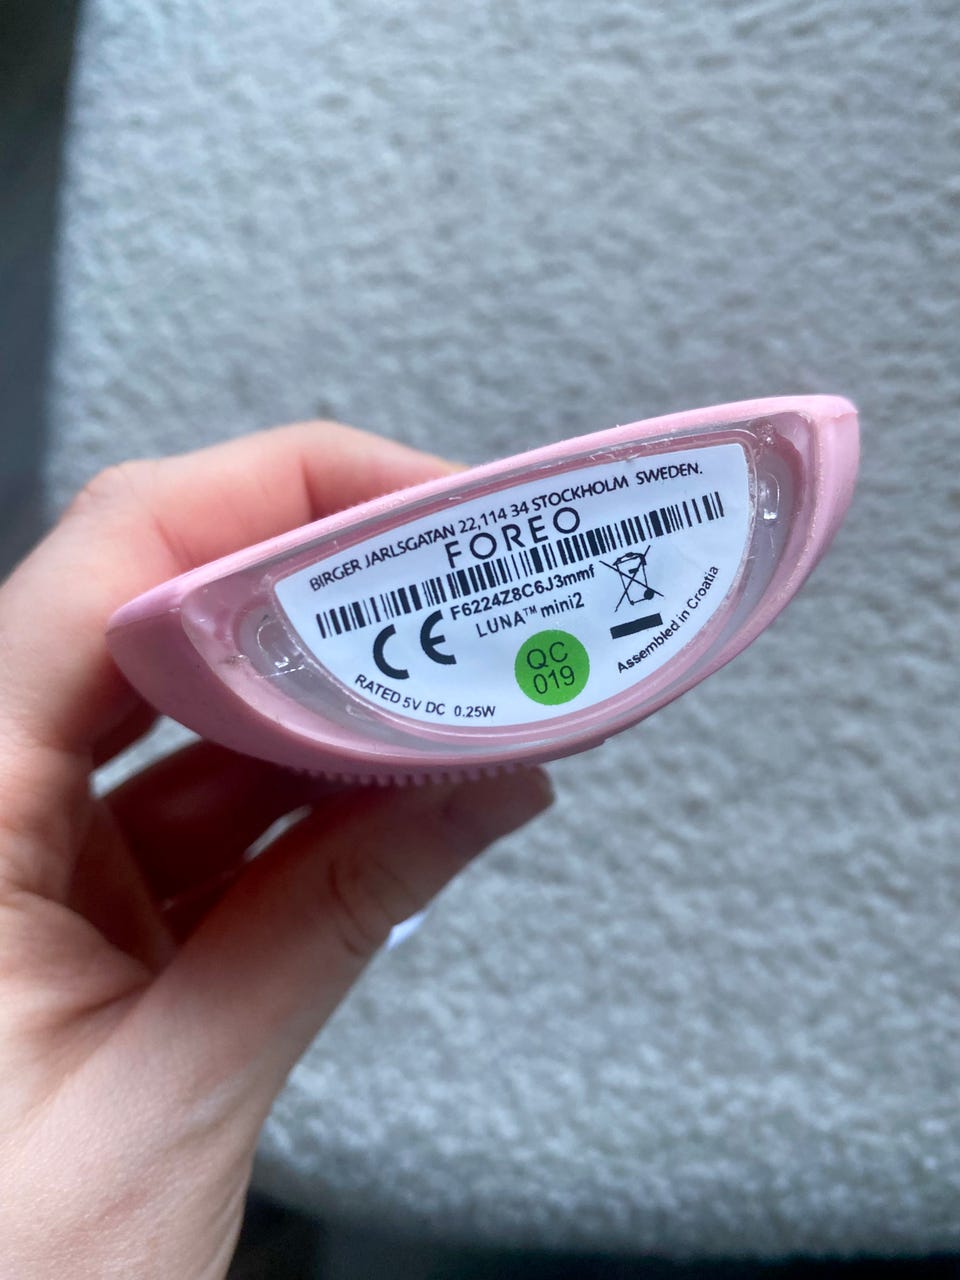 BIRGER JARLSGATAN 22,114 34 STOCKHOLM SWEDEN.
FOREO
F6224Z8C6J3mmf
LUNA™ mini2
CE
QC
019
Assembled in Croatia
RATED 5V DC 0.25W